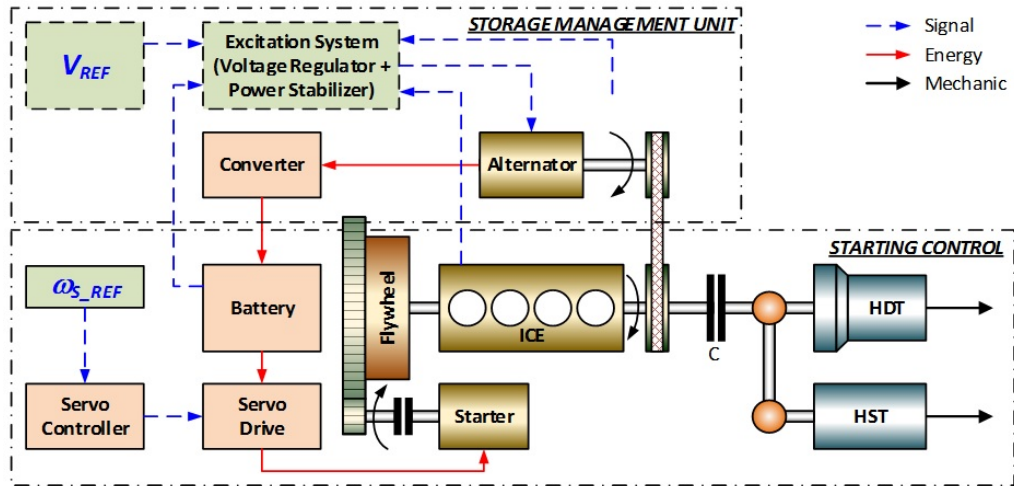 STORAGE MANAGEMENT UNIT
Signal
Energy
Mechanic
V_REF
Excitation System
(Voltage Regulator +
Power Stabilizer)
Converter
Alternator
STARTING CONTROL
ω_S_REF
Battery
Flywheel
ICE
HDT
C
Servo
Controller
Servo
Drive
Starter
HST